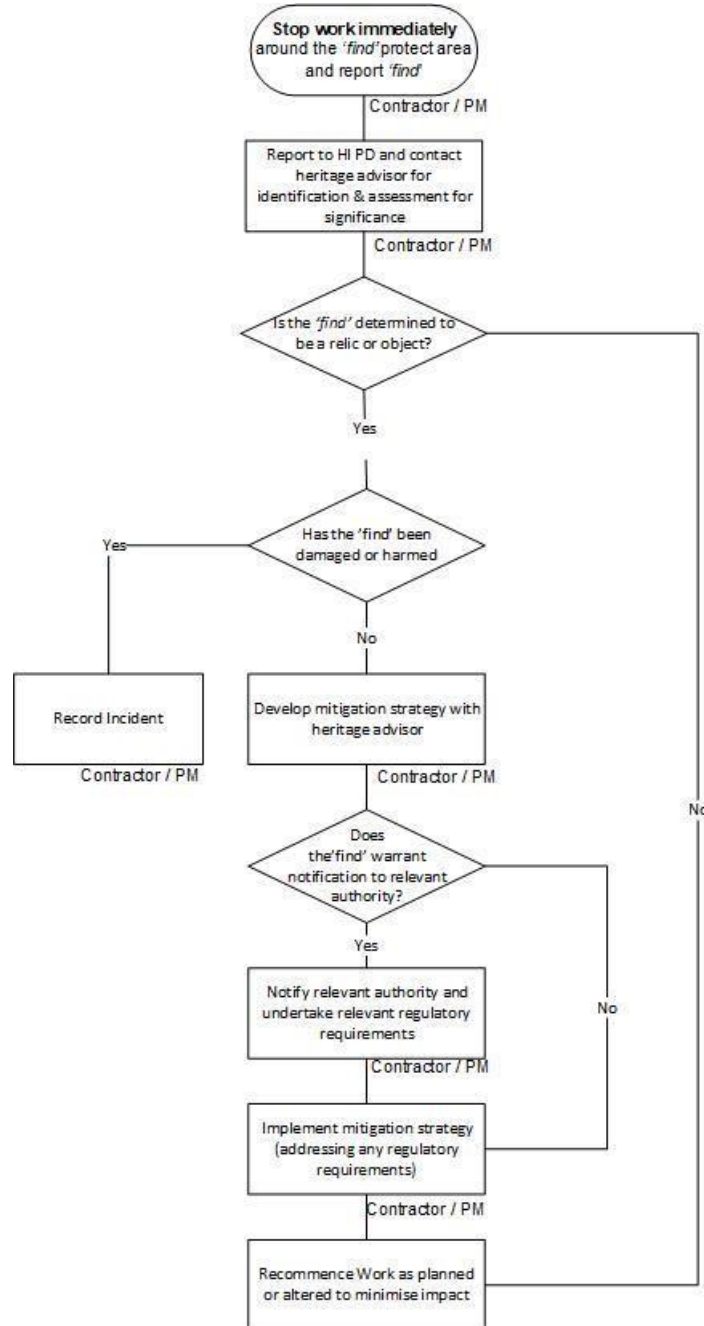 Stop work immediately
around the 'find' protect area
and report 'find'
Contractor / PM
Report to HI PD and contact
heritage advisor for
identification & assessment for
significance
Contractor / PM
Is the 'find' determined to
be a relic or object?
Yes
Has the 'find' been
damaged or harmed
Yes
No
Record Incident
Contractor / PM
Develop mitigation strategy with
heritage advisor
Contractor / PM
No
Does
the'find' warrant
notification to relevant
authority?
Yes
Notify relevant authority and
undertake relevant regulatory
requirements
No
Contractor / PM
Implement mitigation strategy
(addressing any regulatory
requirements)
Contractor / PM
Recommence Work as planned
or altered to minimise impact